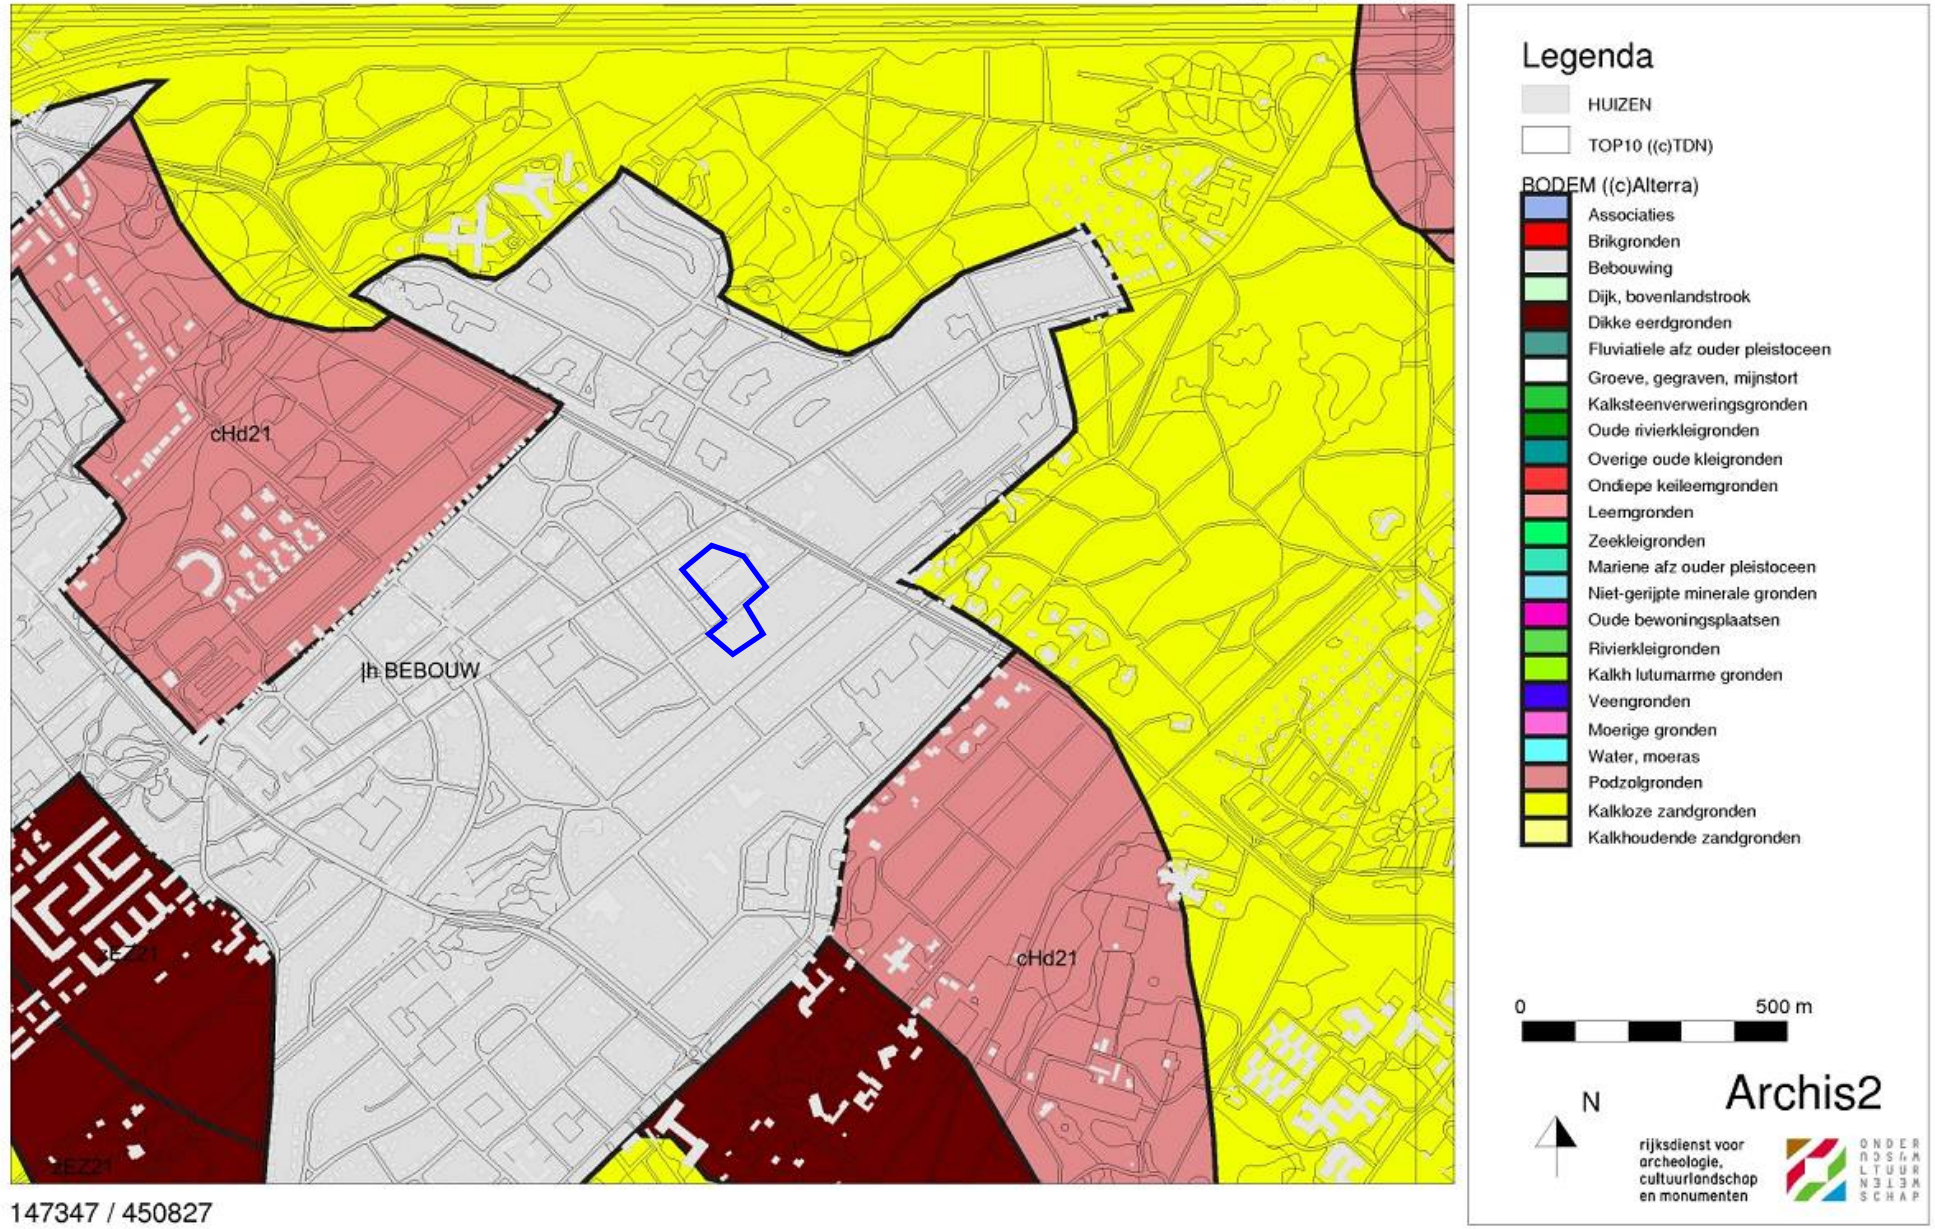 cHd21
|h BEBOUW
cHd21
zEZ21
zEZ21
147347 / 450827
Legenda
HUIZEN
TOP10 ((c)TDN)
BODEM ((c)Alterra)
Associaties
Brikgronden
Bebouwing
Dijk, bovenlandstrook
Dikke eerdgronden
Fluviatiele afz ouder pleistoceen
Groeve, gegraven, mijnstort
Kalksteenverweringsgronden
Oude rivierkleigronden
Overige oude kleigronden
Ondiepe keileemgronden
Leemgronden
Zeekleigronden
Mariene afz ouder pleistoceen
Niet-gerijpte minerale gronden
Oude bewoningsplaatsen
Rivierkleigronden
Kalkh lutumarme gronden
Veengronden
Moerige gronden
Water, moeras
Podzolgronden
Kalkloze zandgronden
Kalkhoudende zandgronden
0 500 m
N
Archis2
rijksdienst voor
archeologie,
cultuurlandschap
en monumenten
ONDER
SCHAP